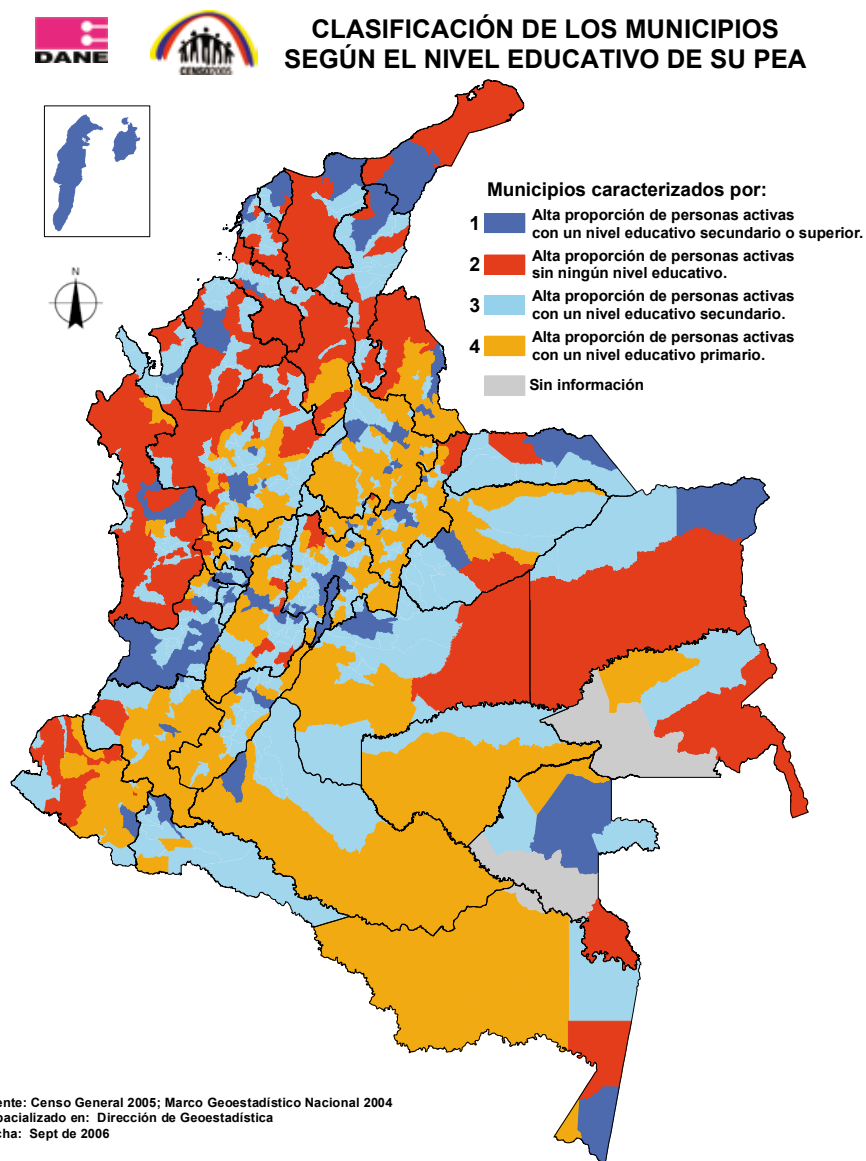 DANE
CENSO2005
CLASIFICACIÓN DE LOS MUNICIPIOS
SEGÚN EL NIVEL EDUCATIVO DE SU PEA
N
Municipios caracterizados por:
1 Alta proporción de personas activas
con un nivel educativo secundario o superior.
2 Alta proporción de personas activas
sin ningún nivel educativo.
3 Alta proporción de personas activas
con un nivel educativo secundario.
4 Alta proporción de personas activas
con un nivel educativo primario.
Sin información
ente: Censo General 2005; Marco Geoestadístico Nacional 2004
pacializado en: Dirección de Geoestadística
cha: Sept de 2006